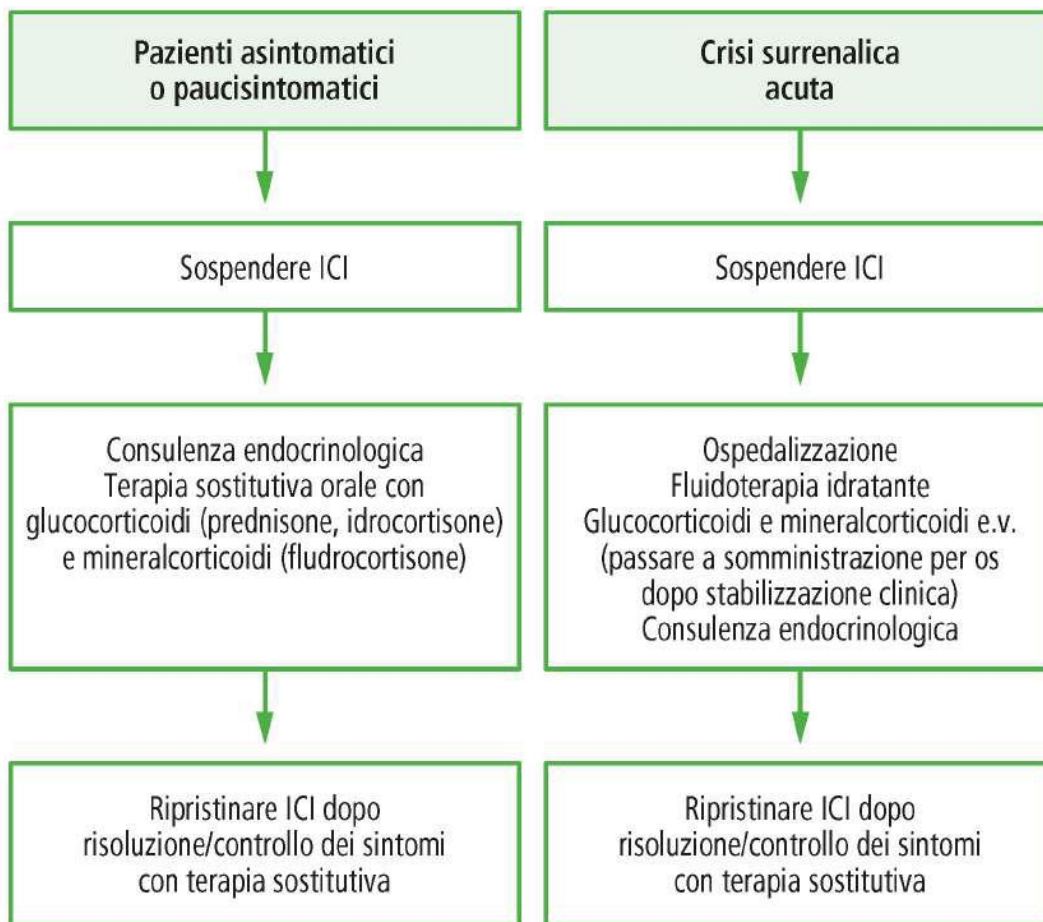 Pazienti asintomatici
o paucisintomatici
Sospendere ICI
Consulenza endocrinologica
Terapia sostitutiva orale con
glucocorticoidi (prednisone, idrocortisone)
e mineralcorticoidi (fludrocortisone)
Ripristinare ICI dopo
risoluzione/controllo dei sintomi
con terapia sostitutiva
Crisi surrenalica
acuta
Sospendere ICI
Ospedalizzazione
Fluidoterapia idratante
Glucocorticoidi e mineralcorticoidi e.v.
(passare a somministrazione per os
dopo stabilizzazione clinica)
Consulenza endocrinologica
Ripristinare ICI dopo
risoluzione/controllo dei sintomi
con terapia sostitutiva